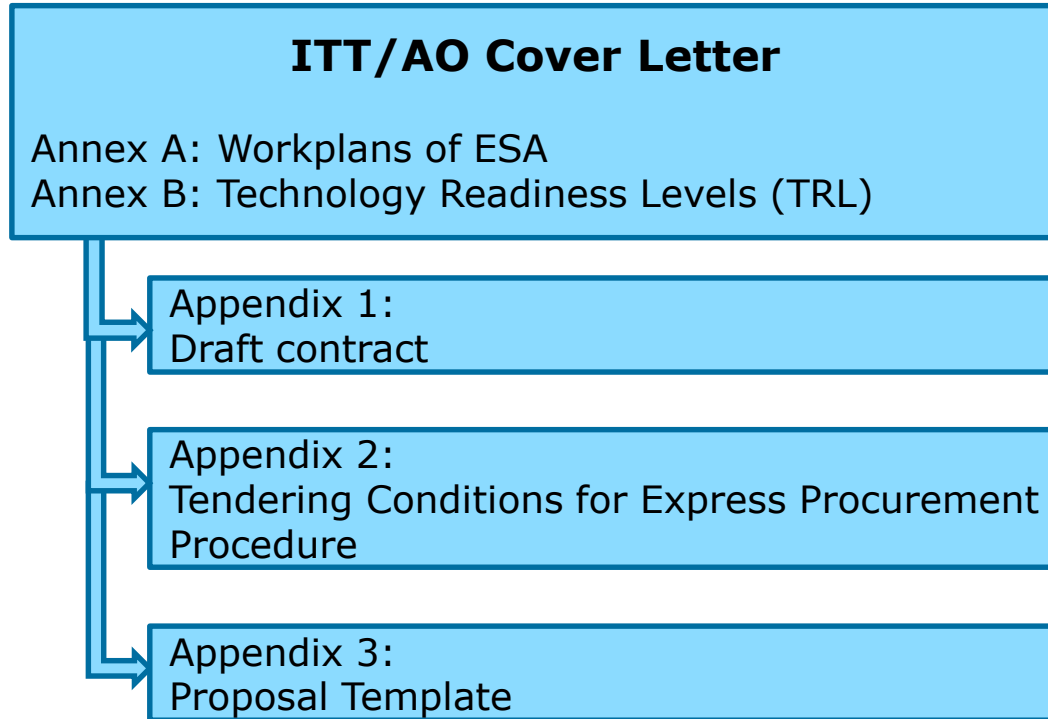 ITT/AO Cover Letter
Annex A: Workplans of ESA
Annex B: Technology Readiness Levels (TRL)
Appendix 1:
Draft contract
Appendix 2:
Tendering Conditions for Express Procurement
Procedure
Appendix 3:
Proposal Template